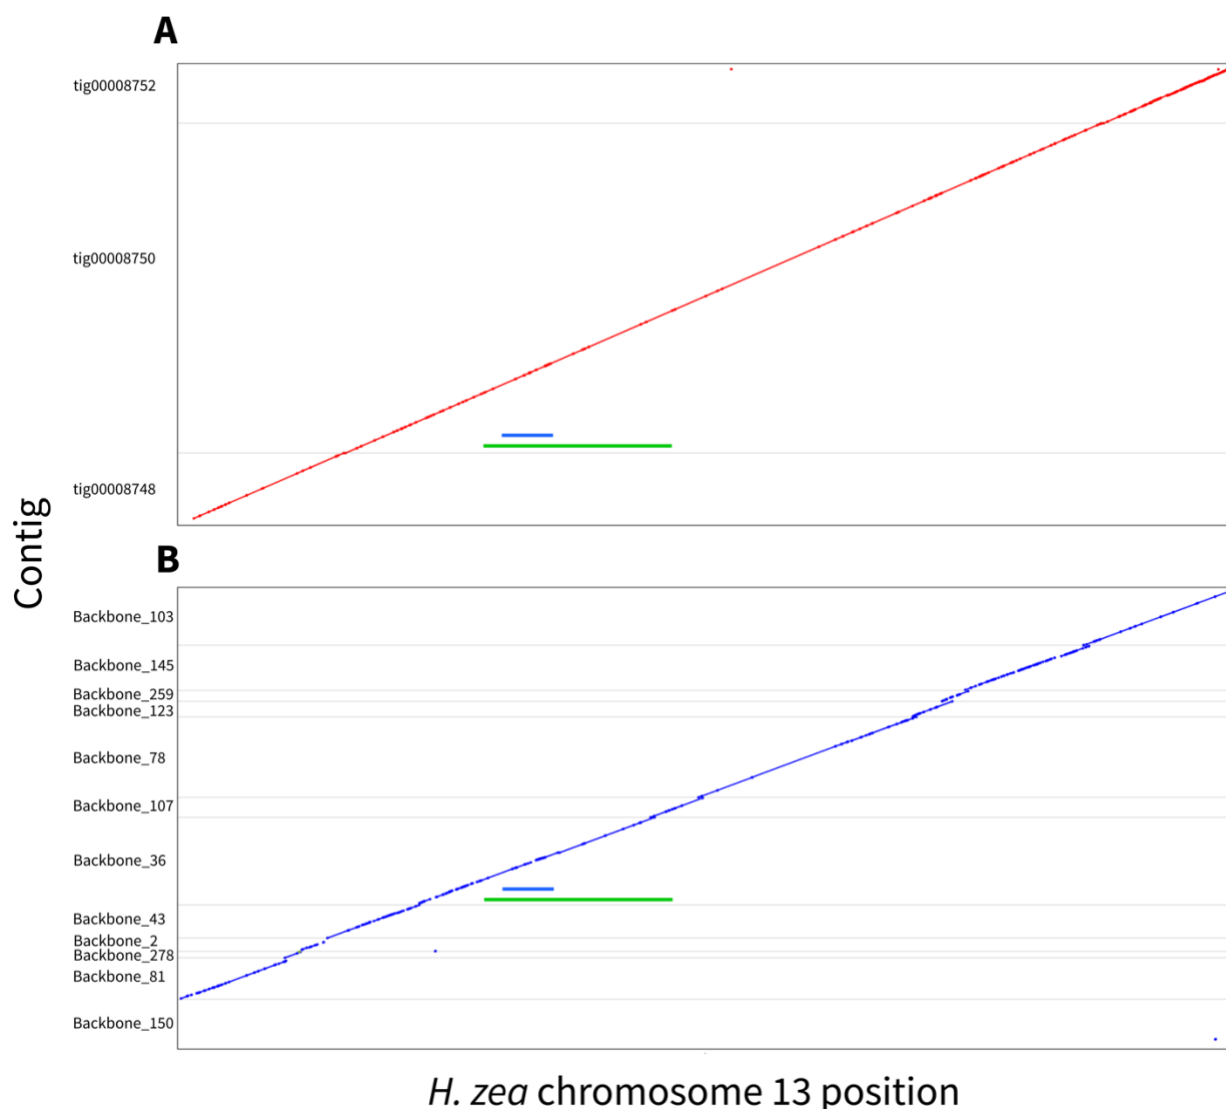 A
tig00008752
tig00008750
tig00008748
Contig
B
Backbone_103
Backbone_145
Backbone_259
Backbone_123
Backbone_78
Backbone_107
Backbone_36
Backbone_43
Backbone_2
Backbone_278
Backbone_81
Backbone_150
H. zea chromosome 13 position